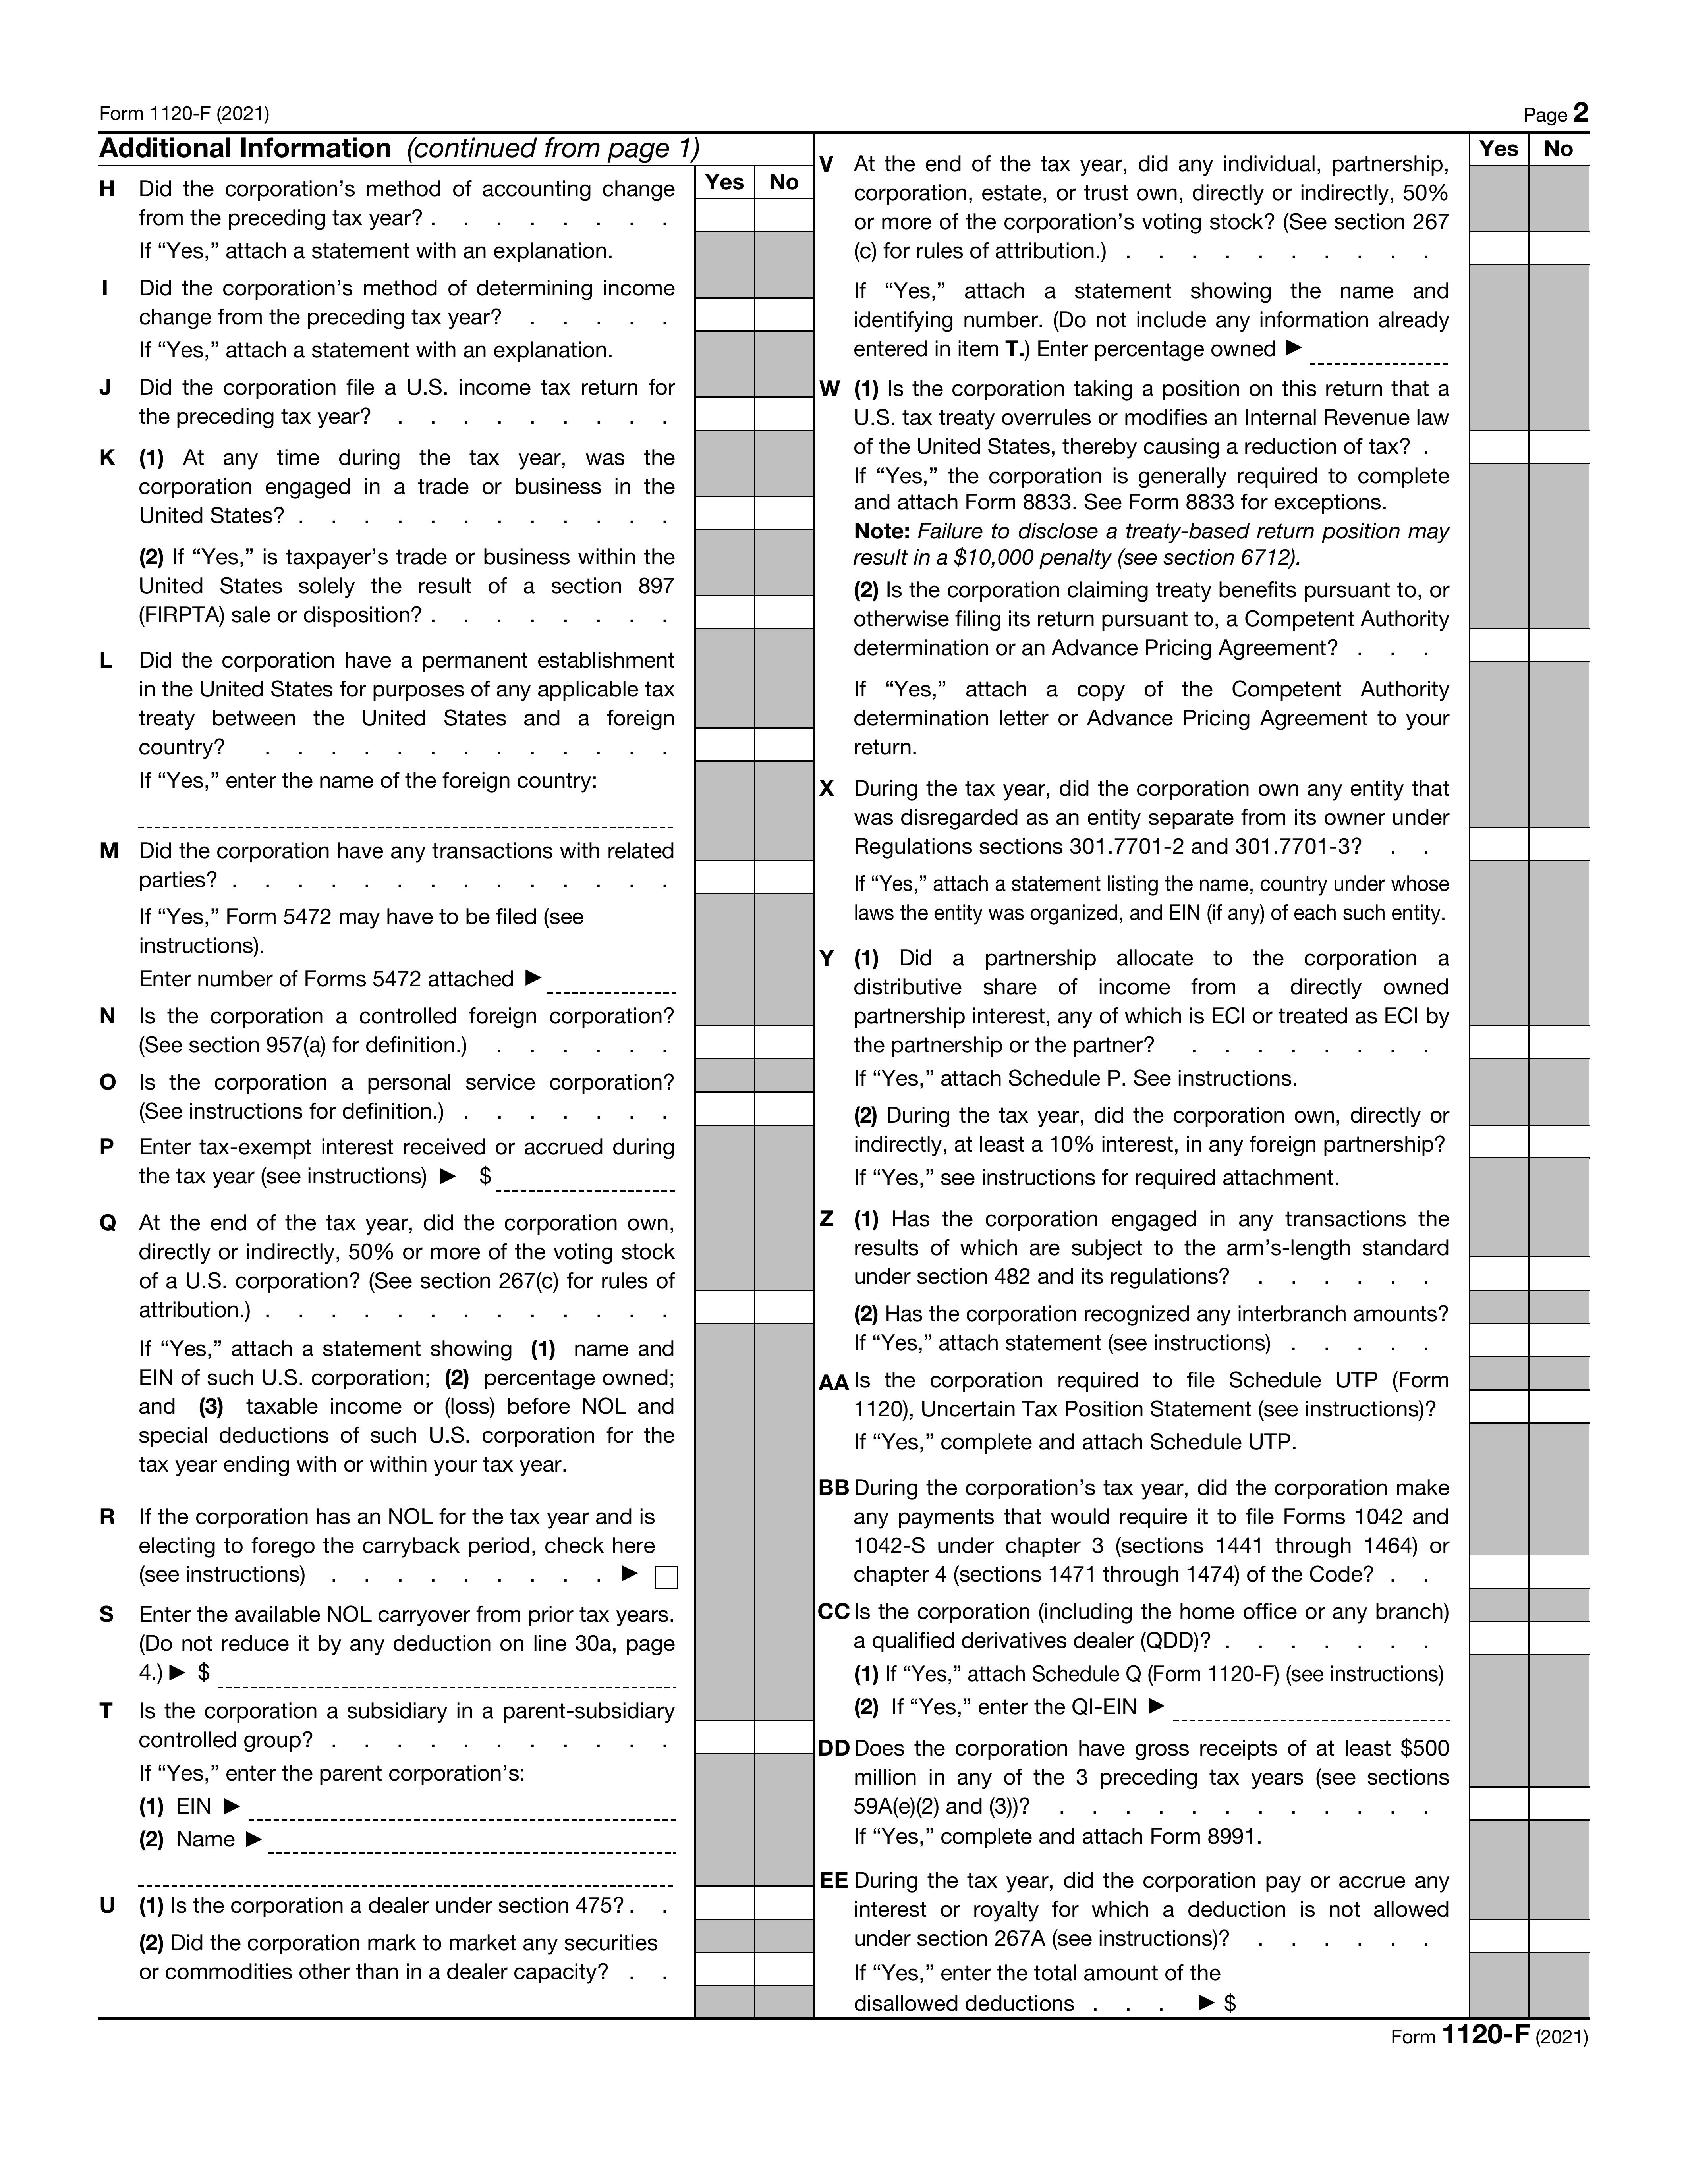 Form 1120-F (2021)
Page 2
Additional Information (continued from page 1)
Yes No
H Did the corporation’s method of accounting change
from the preceding tax year? . . . . . . . .
If “Yes,” attach a statement with an explanation.
I Did the corporation’s method of determining income
change from the preceding tax year? . . . . .
If “Yes,” attach a statement with an explanation.
J Did the corporation file a U.S. income tax return for
the preceding tax year? . . . . . . . . .
K (1) At any time during the tax year, was the
corporation engaged in a trade or business in the
United States? . . . . . . . . . . . .
(2) If “Yes,” is taxpayer’s trade or business within the
United States solely the result of a section 897
(FIRPTA) sale or disposition? . . . . . . . .
L Did the corporation have a permanent establishment
in the United States for purposes of any applicable tax
treaty between the United States and a foreign
country? . . . . . . . . . . . . .
If “Yes,” enter the name of the foreign country:
M Did the corporation have any transactions with related
parties? . . . . . . . . . . . . . .
If “Yes,” Form 5472 may have to be filed (see
instructions).
Enter number of Forms 5472 attached ▶
N Is the corporation a controlled foreign corporation?
(See section 957(a) for definition.) . . . . . .
O Is the corporation a personal service corporation?
(See instructions for definition.) . . . . . . .
P Enter tax-exempt interest received or accrued during
the tax year (see instructions) ▶ $
Q At the end of the tax year, did the corporation own,
directly or indirectly, 50% or more of the voting stock
of a U.S. corporation? (See section 267(c) for rules of
attribution.) . . . . . . . . . . . . .
If “Yes,” attach a statement showing (1) name and
EIN of such U.S. corporation; (2) percentage owned;
and (3) taxable income or (loss) before NOL and
special deductions of such U.S. corporation for the
tax year ending with or within your tax year.
R If the corporation has an NOL for the tax year and is
electing to forego the carryback period, check here
(see instructions) . . . . . . . . . ▶
S Enter the available NOL carryover from prior tax years.
(Do not reduce it by any deduction on line 30a, page
4.) ▶ $
T Is the corporation a subsidiary in a parent-subsidiary
controlled group? . . . . . . . . . . .
If “Yes,” enter the parent corporation’s:
(1) EIN ▶
(2) Name ▶
U (1) Is the corporation a dealer under section 475? . .
(2) Did the corporation mark to market any securities
or commodities other than in a dealer capacity? . .
Yes No
V At the end of the tax year, did any individual, partnership,
corporation, estate, or trust own, directly or indirectly, 50%
or more of the corporation’s voting stock? (See section 267
(c) for rules of attribution.) . . . . . . . . . .
If “Yes,” attach a statement showing the name and
identifying number. (Do not include any information already
entered in item T.) Enter percentage owned ▶
W (1) Is the corporation taking a position on this return that a
U.S. tax treaty overrules or modifies an Internal Revenue law
of the United States, thereby causing a reduction of tax? .
If “Yes,” the corporation is generally required to complete
and attach Form 8833. See Form 8833 for exceptions.
Note: Failure to disclose a treaty-based return position may
result in a $10,000 penalty (see section 6712).
(2) Is the corporation claiming treaty benefits pursuant to, or
otherwise filing its return pursuant to, a Competent Authority
determination or an Advance Pricing Agreement? . . .
If “Yes,” attach a copy of the Competent Authority
determination letter or Advance Pricing Agreement to your
return.
X During the tax year, did the corporation own any entity that
was disregarded as an entity separate from its owner under
Regulations sections 301.7701-2 and 301.7701-3? . .
If “Yes,” attach a statement listing the name, country under whose
laws the entity was organized, and EIN (if any) of each such entity.
Y (1) Did a partnership allocate to the corporation a
distributive share of income from a directly owned
partnership interest, any of which is ECI or treated as ECI by
the partnership or the partner? . . . . . . . .
If “Yes,” attach Schedule P. See instructions.
(2) During the tax year, did the corporation own, directly or
indirectly, at least a 10% interest, in any foreign partnership?
If “Yes,” see instructions for required attachment.
Z (1) Has the corporation engaged in any transactions the
results of which are subject to the arm’s-length standard
under section 482 and its regulations? . . . . . .
(2) Has the corporation recognized any interbranch amounts?
If “Yes,” attach statement (see instructions) . . . . .
AA Is the corporation required to file Schedule UTP (Form
1120), Uncertain Tax Position Statement (see instructions)?
If “Yes,” complete and attach Schedule UTP.
BB During the corporation’s tax year, did the corporation make
any payments that would require it to file Forms 1042 and
1042-S under chapter 3 (sections 1441 through 1464) or
chapter 4 (sections 1471 through 1474) of the Code? . .
CC Is the corporation (including the home office or any branch)
a qualified derivatives dealer (QDD)? . . . . . . .
(1) If “Yes,” attach Schedule Q (Form 1120-F) (see instructions)
(2) If “Yes,” enter the QI-EIN ▶
DD Does the corporation have gross receipts of at least $500
million in any of the 3 preceding tax years (see sections
59A(e)(2) and (3))? . . . . . . . . . . . .
If “Yes,” complete and attach Form 8991.
EE During the tax year, did the corporation pay or accrue any
interest or royalty for which a deduction is not allowed
under section 267A (see instructions)? . . . . . .
If “Yes,” enter the total amount of the
disallowed deductions . . . ▶ $
Form 1120-F (2021)